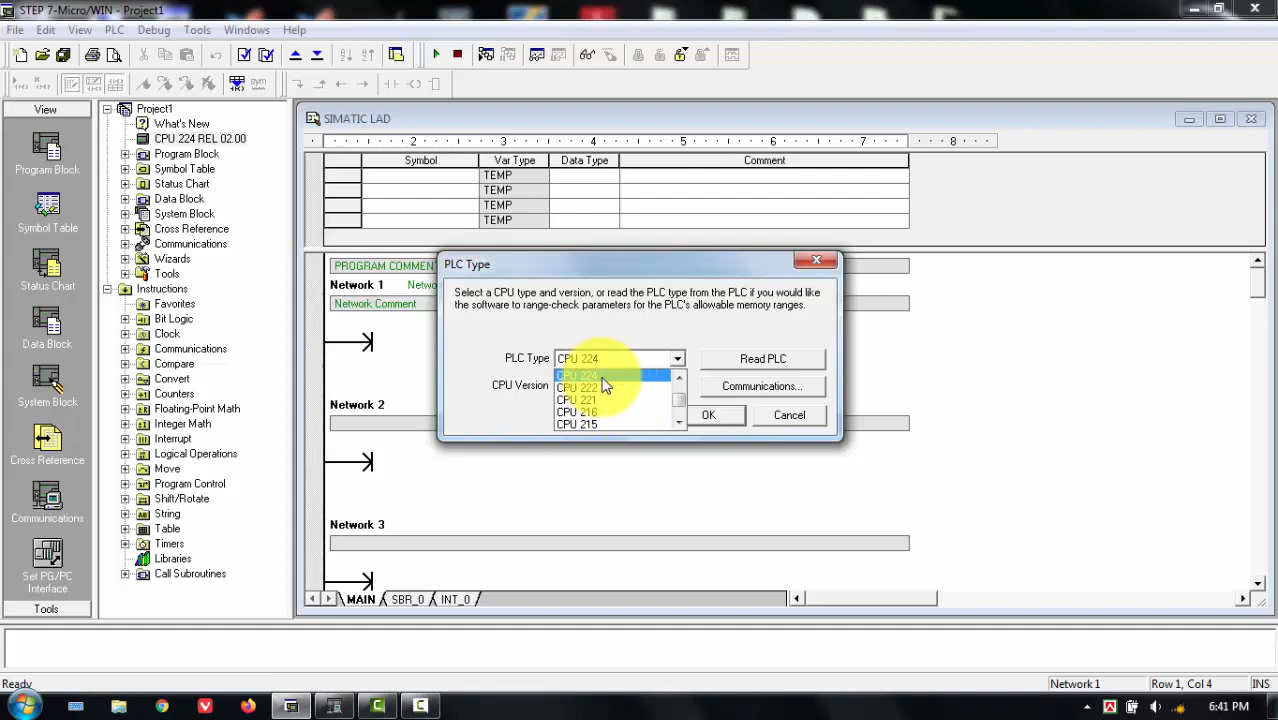 STEP 7-Micro/WIN - Project1
File Edit View PLC Debug Tools Windows Help
sym
View
Program Block
Symbol Table
Status Chart
Data Block
System Block
Cross Reference
Communications
Set PG/PC
Interface
Tools
Project1
What's New
CPU 224 REL 02.00
Program Block
Symbol Table
Status Chart
Data Block
System Block
Cross Reference
Communications
Wizards
Tools
Instructions
Favorites
Bit Logic
Clock
Communications
Compare
Convert
Counters
Floating-Point Math
Integer Math
Interrupt
Logical Operations
Move
Program Control
Shift/Rotate
String
Table
Timers
Libraries
Call Subroutines
SIMATIC LAD
2 3 4 5 6 7 8
Symbol Var Type Data Type Comment
TEMP
TEMP
TEMP
TEMP
PROGRAM COMMEN
Network 1 Netwo
Network Comment
Network 2
Network 3
MAIN SBR_0 INT_0
PLC Type
Select a CPU type and version, or read the PLC type from the PLC if you would like
the software to range-check parameters for the PLC's allowable memory ranges.
PLC Type CPU 224 Read PLC
CPU Version Communications...
CPU 224
CPU 222
CPU 221
CPU 216
CPU 215
OK Cancel
Ready Network 1 Row 1, Col 4 INS
6:41 PM